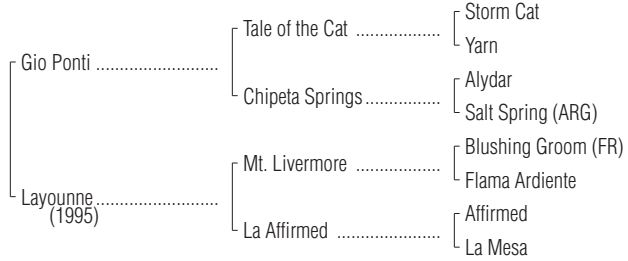 Storm Cat
Tale of the Cat ....................
Yarn
Gio Ponti ............................
Alydar
Chipeta Springs..................
Salt Spring (ARG)
Blushing Groom (FR)
Mt. Livermore ....................
Flama Ardiente
Layounne............................
(1995)
Affirmed
La Affirmed ........................
La Mesa